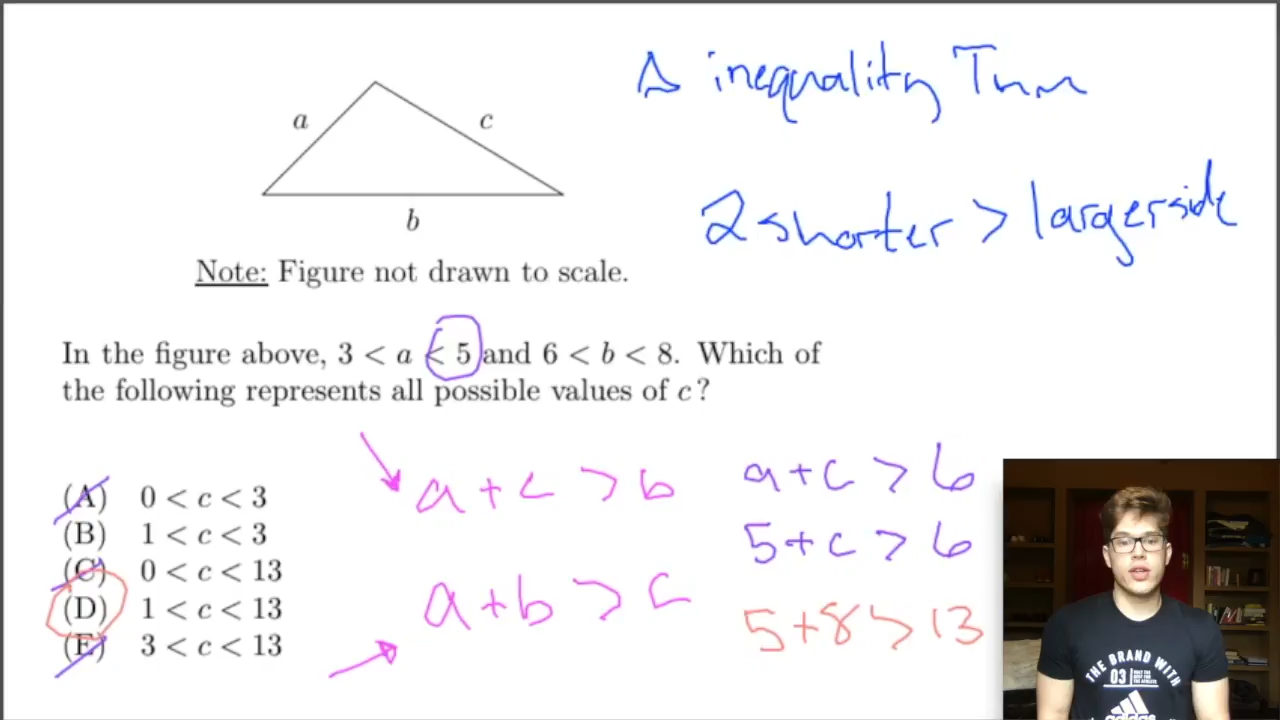 △ inequality Thm
a
c
b
2 shorter > larger side
Note: Figure not drawn to scale.
In the figure above, 3 < a < 5 and 6 < b < 8. Which of
the following represents all possible values of c?
(A) 0 < c < 3
(B) 1 < c < 3
(C) 0 < c < 13
(D) 1 < c < 13
(E) 3 < c < 13
a + c > b
a + b > c
a + c > 6
5 + c > 6
5 + 8 > 13
THE BRAND WITH
03
adidas